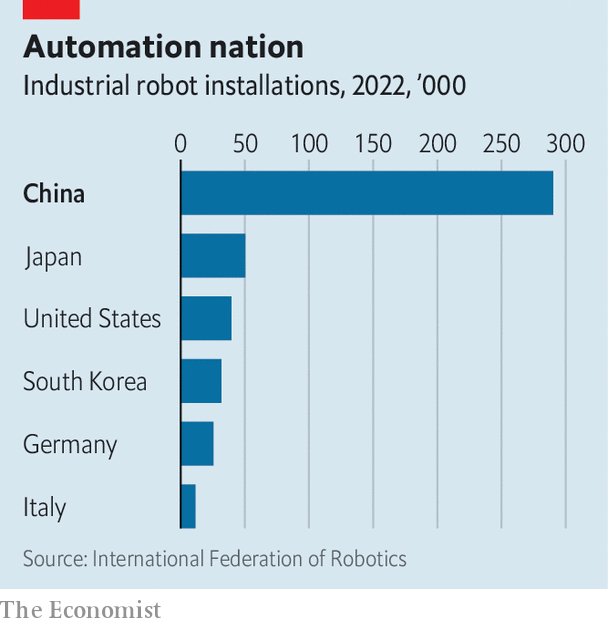 Automation nation
Industrial robot installations, 2022, ’000
0 50 100 150 200 250 300
China
Japan
United States
South Korea
Germany
Italy
Source: International Federation of Robotics
The Economist